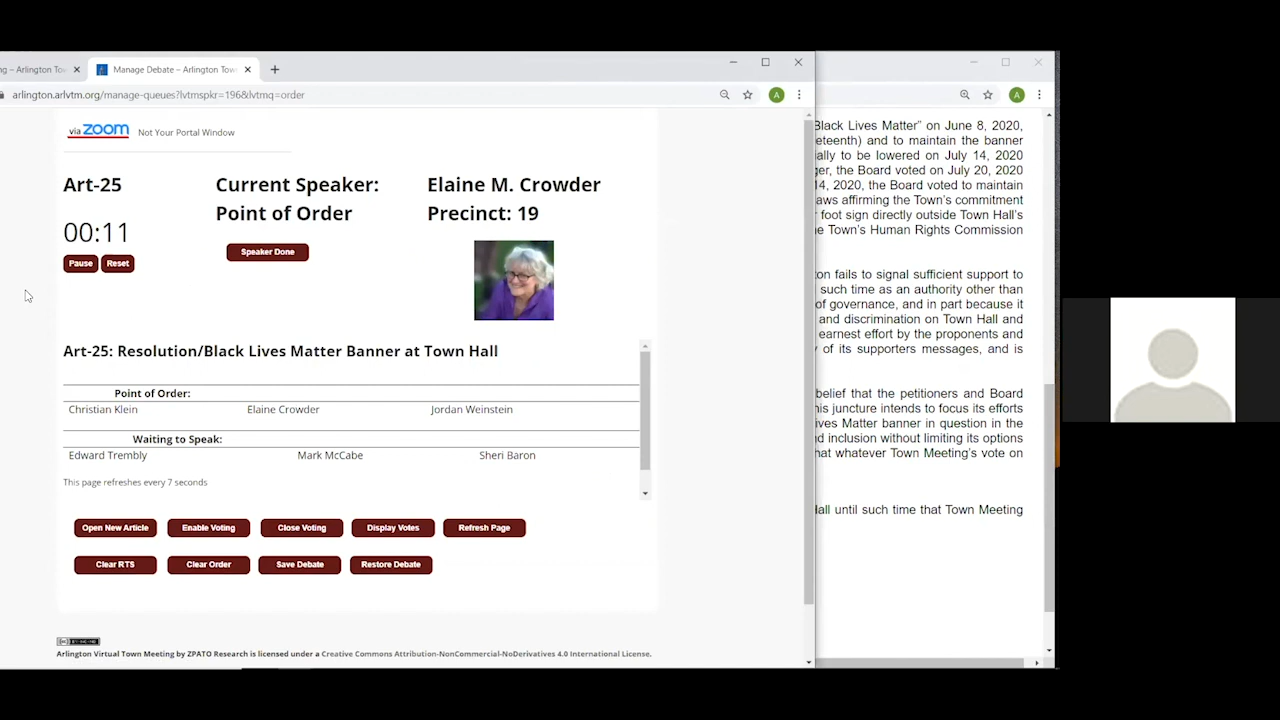 ng – Arlington Tow
Manage Debate – Arlington Town
arlington.arlvtm.org/manage-queues?lvtmspkr=196&lvtmq=order
A
A
via zoom Not Your Portal Window
Art-25
Current Speaker:
Point of Order
Elaine M. Crowder
Precinct: 19
00:11
Pause Reset
Speaker Done
Art-25: Resolution/Black Lives Matter Banner at Town Hall
Point of Order:
Christian Klein Elaine Crowder Jordan Weinstein
Waiting to Speak:
Edward Trembly Mark McCabe Sheri Baron
This page refreshes every 7 seconds
Open New Article Enable Voting Close Voting Display Votes Refresh Page
Clear RTS Clear Order Save Debate Restore Debate
Arlington Virtual Town Meeting by ZPATO Research is licensed under a Creative Commons Attribution-NonCommercial-NoDerivatives 4.0 International License.
Black Lives Matter” on June 8, 2020,
eteenth) and to maintain the banner
ially to be lowered on July 14, 2020
ger, the Board voted on July 20, 2020
14, 2020, the Board voted to maintain
aws affirming the Town’s commitment
foot sign directly outside Town Hall’s
e Town’s Human Rights Commission
on fails to signal sufficient support to
such time as an authority other than
of governance, and in part because it
and discrimination on Town Hall and
earnest effort by the proponents and
y of its supporters messages, and is
belief that the petitioners and Board
his juncture intends to focus its efforts
ives Matter banner in question in the
nd inclusion without limiting its options
hat whatever Town Meeting’s vote on
Hall until such time that Town Meeting